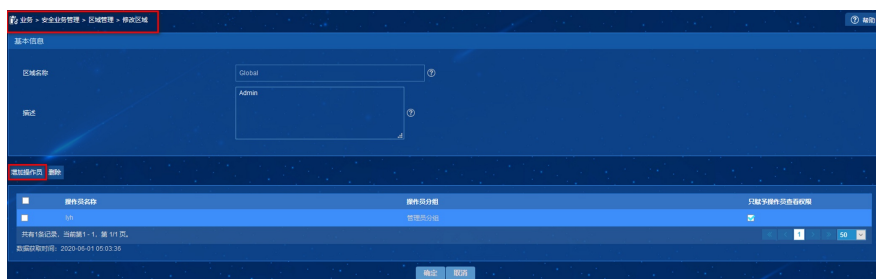 业务 > 安全业务管理 > 区域管理 > 修改区域
帮助
基本信息
区域名称
Global
描述
Admin
增加操作员 删除
操作员名称 操作员分组 只赋予操作员查看权限
管理员分组
共有1条记录，当前第1 - 1，第 1/1 页。
1
50
数据获取时间：2020-06-01 05:03:36
确定 取消